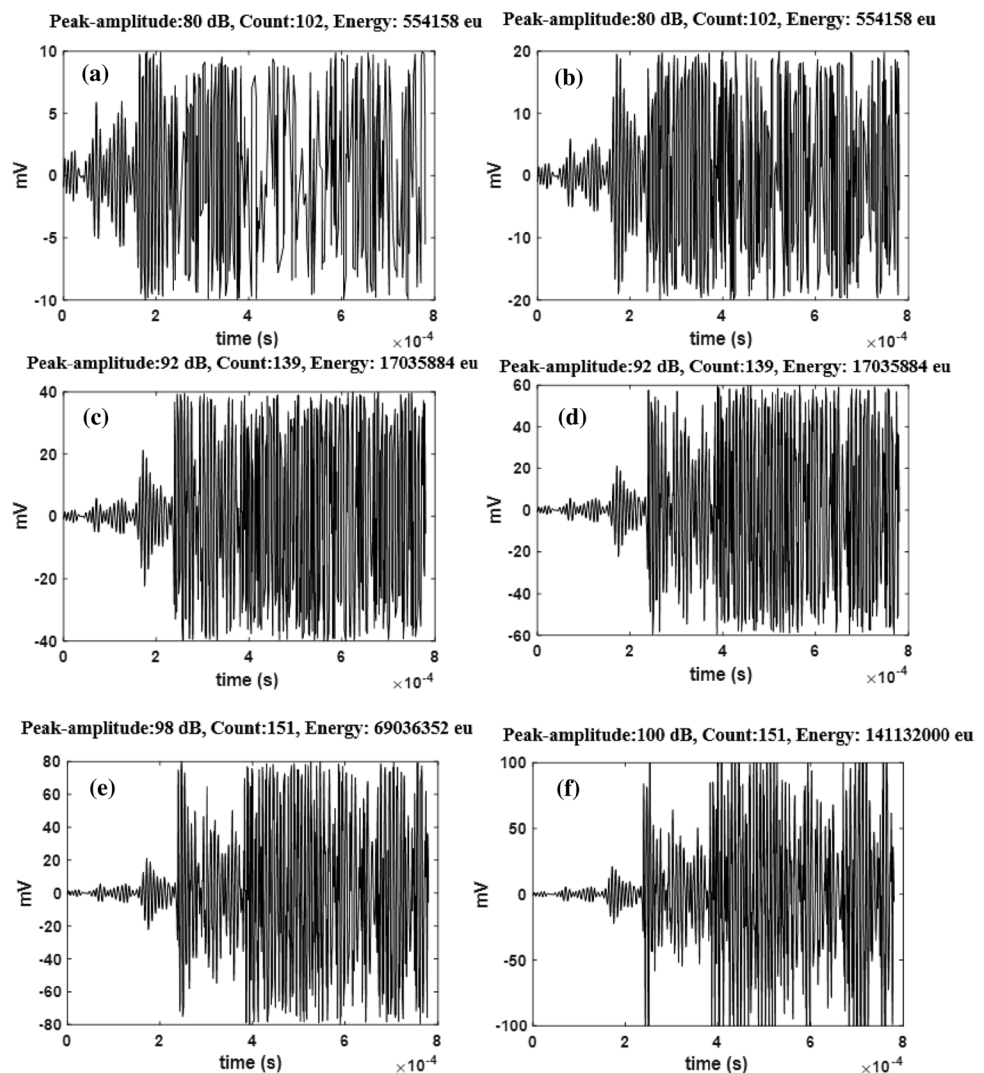 Peak-amplitude:80 dB, Count:102, Energy: 554158 eu
(a)
10
5
0
-5
-10
mV
0 2 4 6 8
time (s)
×10-4
Peak-amplitude:80 dB, Count:102, Energy: 554158 eu
(b)
20
10
0
-10
-20
mV
0 2 4 6 8
time (s)
×10-4
Peak-amplitude:92 dB, Count:139, Energy: 17035884 eu
(c)
40
20
0
-20
-40
mV
0 2 4 6 8
time (s)
×10-4
Peak-amplitude:92 dB, Count:139, Energy: 17035884 eu
(d)
60
40
20
0
-20
-40
-60
mV
0 2 4 6 8
time (s)
×10-4
Peak-amplitude:98 dB, Count:151, Energy: 69036352 eu
(e)
80
60
40
20
0
-20
-40
-60
-80
mV
0 2 4 6 8
time (s)
×10-4
Peak-amplitude:100 dB, Count:151, Energy: 141132000 eu
(f)
100
50
0
-50
-100
mV
0 2 4 6 8
time (s)
×10-4